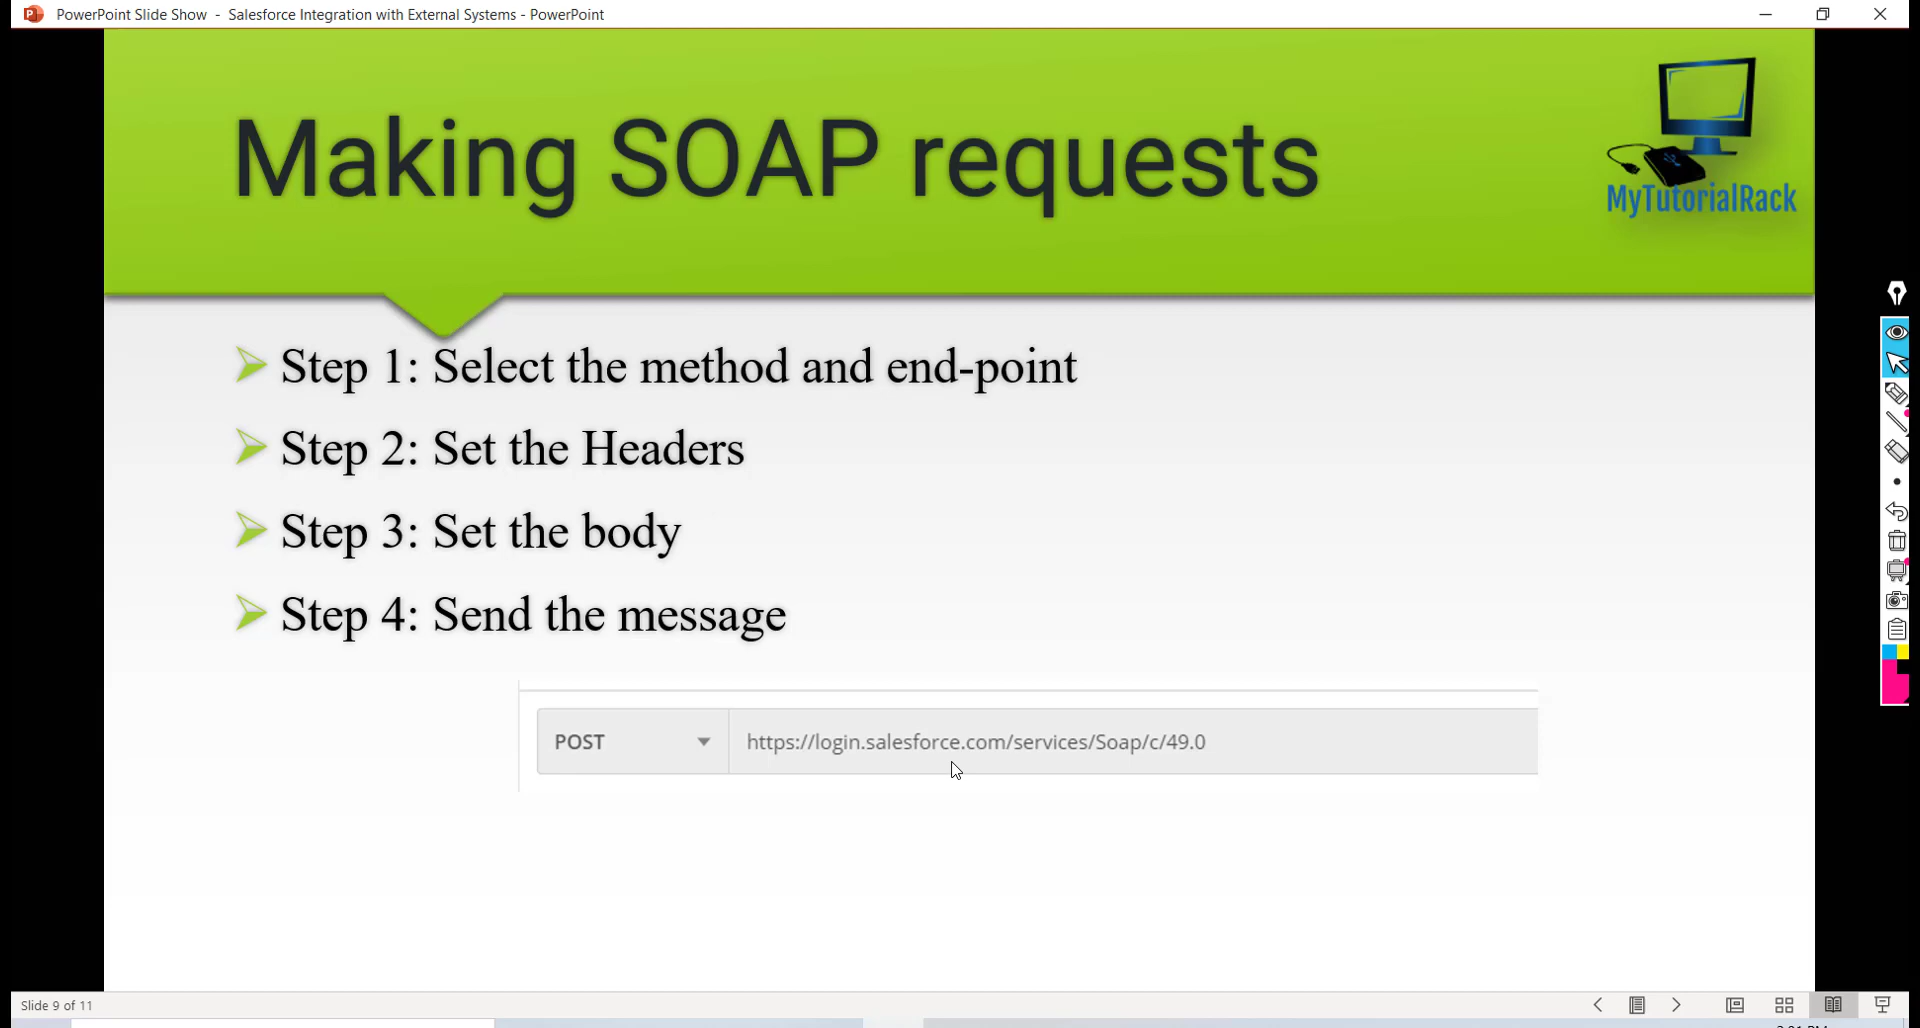 PowerPoint Slide Show - Salesforce Integration with External Systems - PowerPoint
Making SOAP requests
MyTutorialRack
Step 1: Select the method and end-point
Step 2: Set the Headers
Step 3: Set the body
Step 4: Send the message
POST
https://login.salesforce.com/services/Soap/c/49.0
Slide 9 of 11